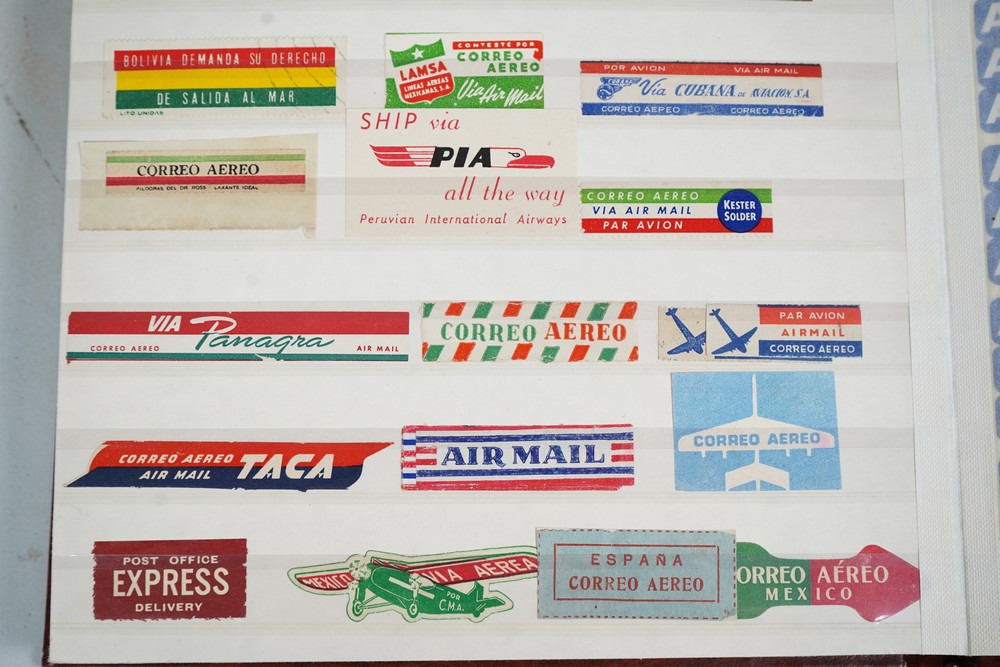 BOLIVIA DEMANDA SU DERECHO
DE SALIDA AL MAR
LITO UNIDAS
CONTESTE POR
CORREO
AEREO
LAMSA
LINEAS AEREAS
MEXICANAS, S.A.
Via Air Mail
POR AVION VIA AIR MAIL
CUBANA
Via CUBANA DE AVIACION, S.A.
CORREO AEREO CORREO AEREO
CORREO AEREO
PILDORAS DEL DR ROSS - LAXANTE IDEAL
SHIP via
PIA
all the way
Peruvian International Airways
CORREO AEREO
VIA AIR MAIL
PAR AVION
KESTER
SOLDER
VIA Panagra
CORREO AEREO AIR MAIL
CORREO AEREO
PAR AVION
AIRMAIL
CORREO AEREO
CORREO AEREO
AIR MAIL TACA
AIR MAIL
CORREO AEREO
POST OFFICE
EXPRESS
DELIVERY
MEXICO VIA AEREA
POR
C.M.A.
ESPAÑA
CORREO AEREO
ORREO AÉREO
MEXICO